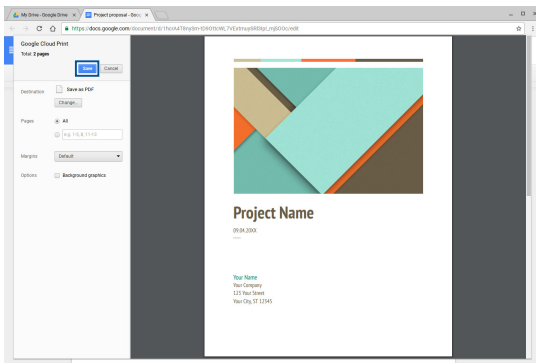 My Drive - Google Drive
Project proposal - Goog
https://docs.google.com/document/d/
Google Cloud Print
Total: 2 pages
Save
Cancel
Destination
Save as PDF
Change...
Pages
All
e.g. 1-5, 8, 11-13
Margins
Default
Options
Background graphics
Project Name
09.04.20XX
Your Name
Your Company
123 Your Street
Your City, ST 12345